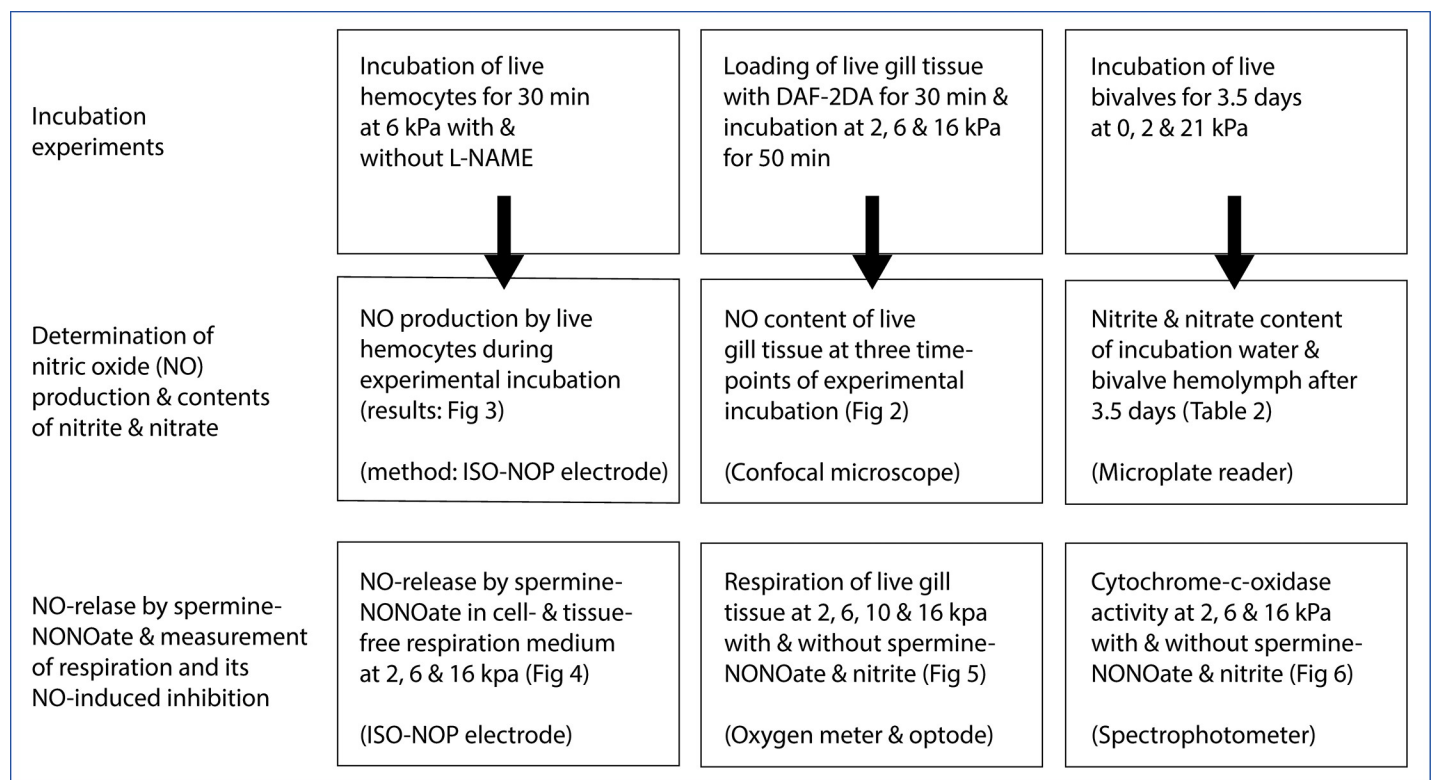 Incubation
experiments
Incubation of live
hemocytes for 30 min
at 6 kPa with &
without L-NAME
Loading of live gill tissue
with DAF-2DA for 30 min &
incubation at 2, 6 & 16 kPa
for 50 min
Incubation of live
bivalves for 3.5 days
at 0, 2 & 21 kPa
Determination of
nitric oxide (NO)
production & contents
of nitrite & nitrate
NO production by live
hemocytes during
experimental incubation
(results: Fig 3)
(method: ISO-NOP electrode)
NO content of live
gill tissue at three time-
points of experimental
incubation (Fig 2)
(Confocal microscope)
Nitrite & nitrate content
of incubation water &
bivalve hemolymph after
3.5 days (Table 2)
(Microplate reader)
NO-relase by spermine-
NONOate & measurement
of respiration and its
NO-induced inhibition
NO-release by spermine-
NONOate in cell- & tissue-
free respiration medium
at 2, 6 & 16 kpa (Fig 4)
(ISO-NOP electrode)
Respiration of live gill
tissue at 2, 6, 10 & 16 kpa
with & without spermine-
NONOate & nitrite (Fig 5)
(Oxygen meter & optode)
Cytochrome-c-oxidase
activity at 2, 6 & 16 kPa
with & without spermine-
NONOate & nitrite (Fig 6)
(Spectrophotometer)